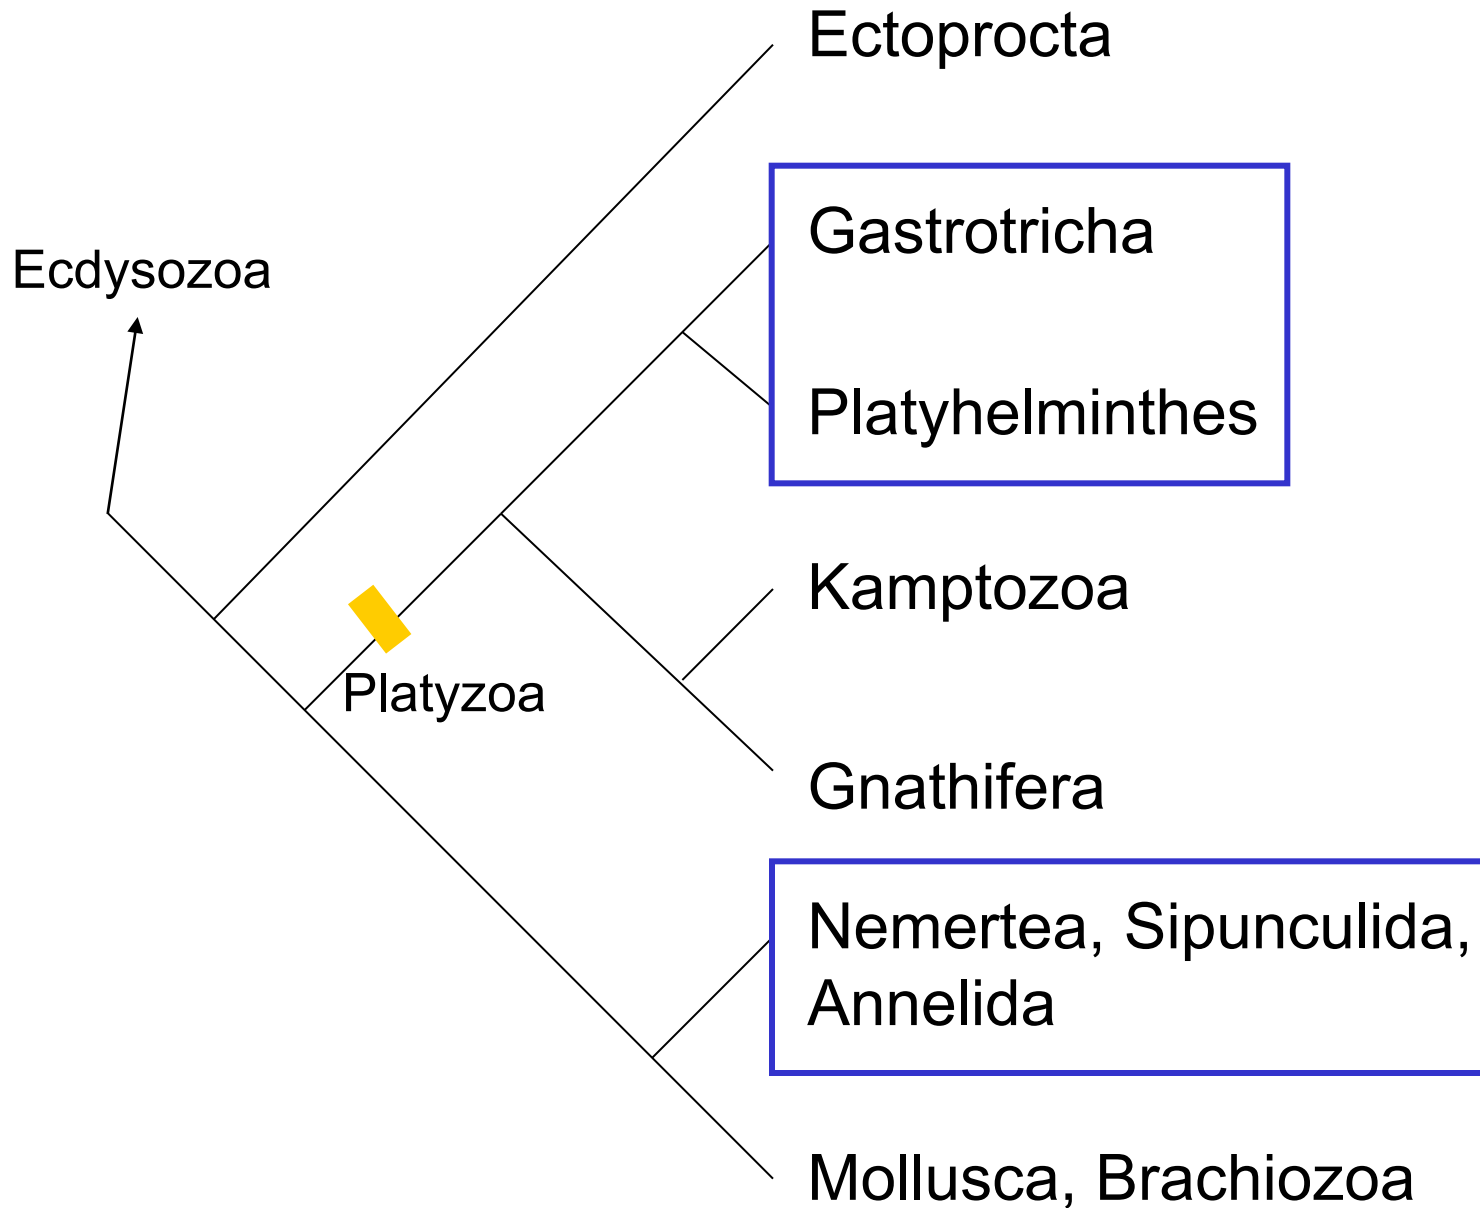 Ectoprocta
Gastrotricha
Ecdysozoa
Platyhelminthes
Kamptozoa
Platyzoa
Gnathifera
Nemertea, Sipunculida,
Annelida
Mollusca, Brachiozoa